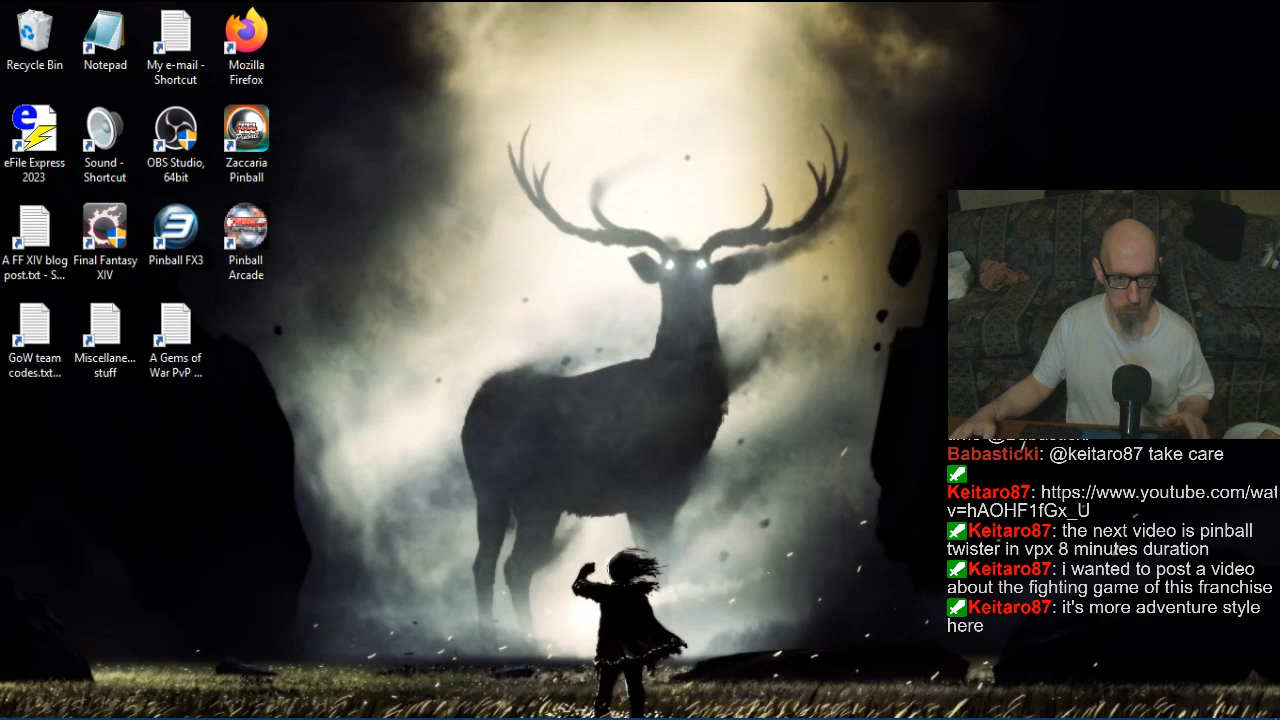 Recycle Bin
Notepad
My e-mail -
Shortcut
Mozilla
Firefox
eFile Express
2023
Sound -
Shortcut
OBS Studio,
64bit
Zaccaria
Pinball
A FF XIV blog
post.txt - S...
Final Fantasy
XIV
Pinball FX3
Pinball
Arcade
GoW team
codes.txt...
Miscellane...
stuff
A Gems of
War PvP ...
Babasticki: @keitaro87 take care
Keitaro87: https://www.youtube.com/wat
v=hAOHF1fGx_U
Keitaro87: the next video is pinball
twister in vpx 8 minutes duration
Keitaro87: i wanted to post a video
about the fighting game of this franchise
Keitaro87: it's more adventure style
here